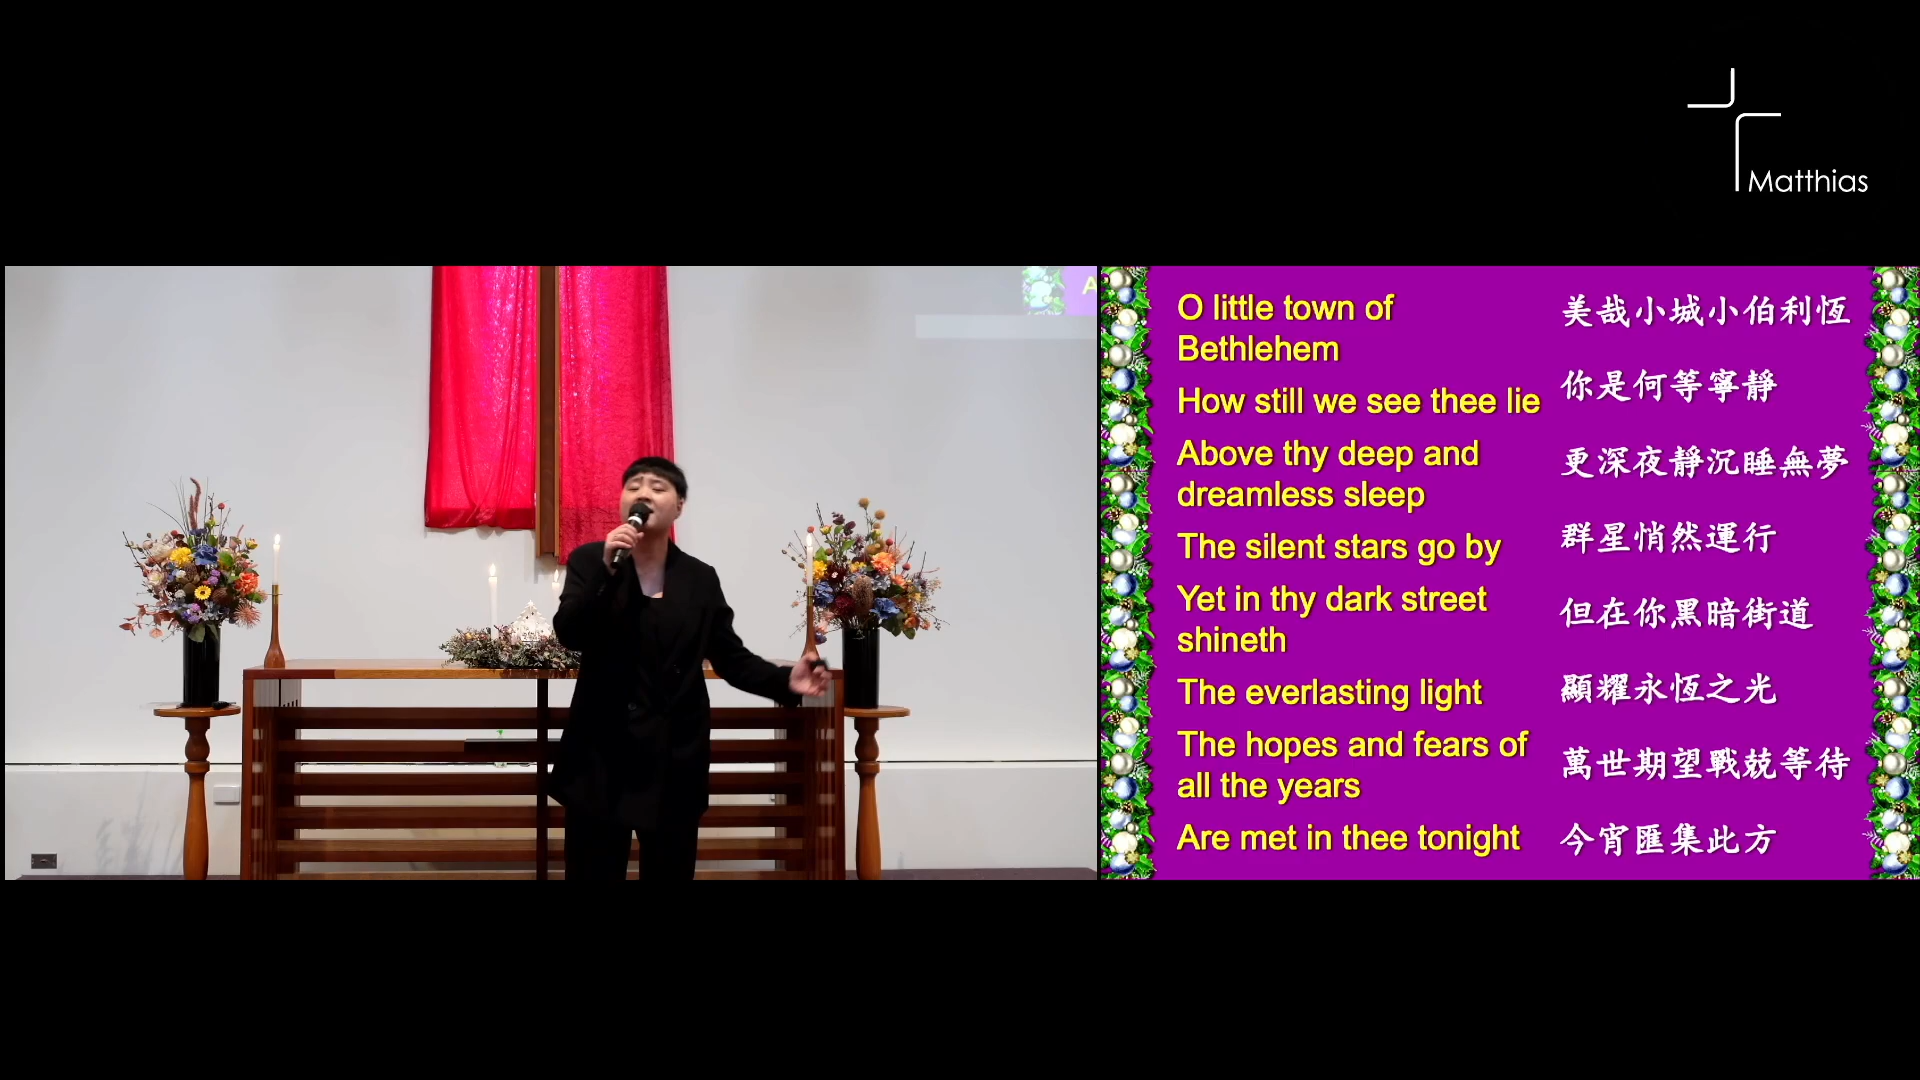 Matthias
O little town of
Bethlehem
How still we see thee lie
Above thy deep and
dreamless sleep
The silent stars go by
Yet in thy dark street
shineth
The everlasting light
The hopes and fears of
all the years
Are met in thee tonight
美哉小城小伯利恆
你是何等寧靜
更深夜靜沉睡無夢
群星悄然運行
但在你黑暗街道
顯耀永恆之光
萬世期望戰兢等待
今宵匯集此方